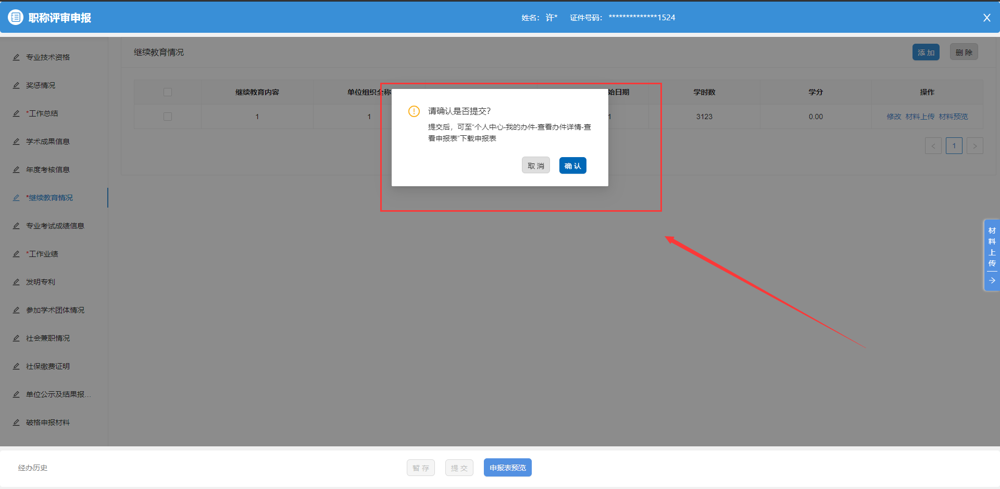 职称评审申报
姓名： 许* 证件号码： **************1524
专业技术资格
奖惩情况
*工作总结
学术成果信息
年度考核信息
*继续教育情况
专业考试成绩信息
*工作业绩
发明专利
参加学术团体情况
社会兼职情况
社保缴费证明
单位公示及结果报...
破格申报材料
继续教育情况
添 加 删 除
继续教育内容 单位组织全称 始日期 学时数 学分 操作
1 1 1 3123 0.00 修改 材料上传 材料预览
< 1 >
请确认是否提交？
提交后，可至“个人中心-我的办件-查看办件详情-查
看申报表”下载申报表
取 消 确 认
材
料
上
传
经办历史 暂 存 提 交 申报表预览